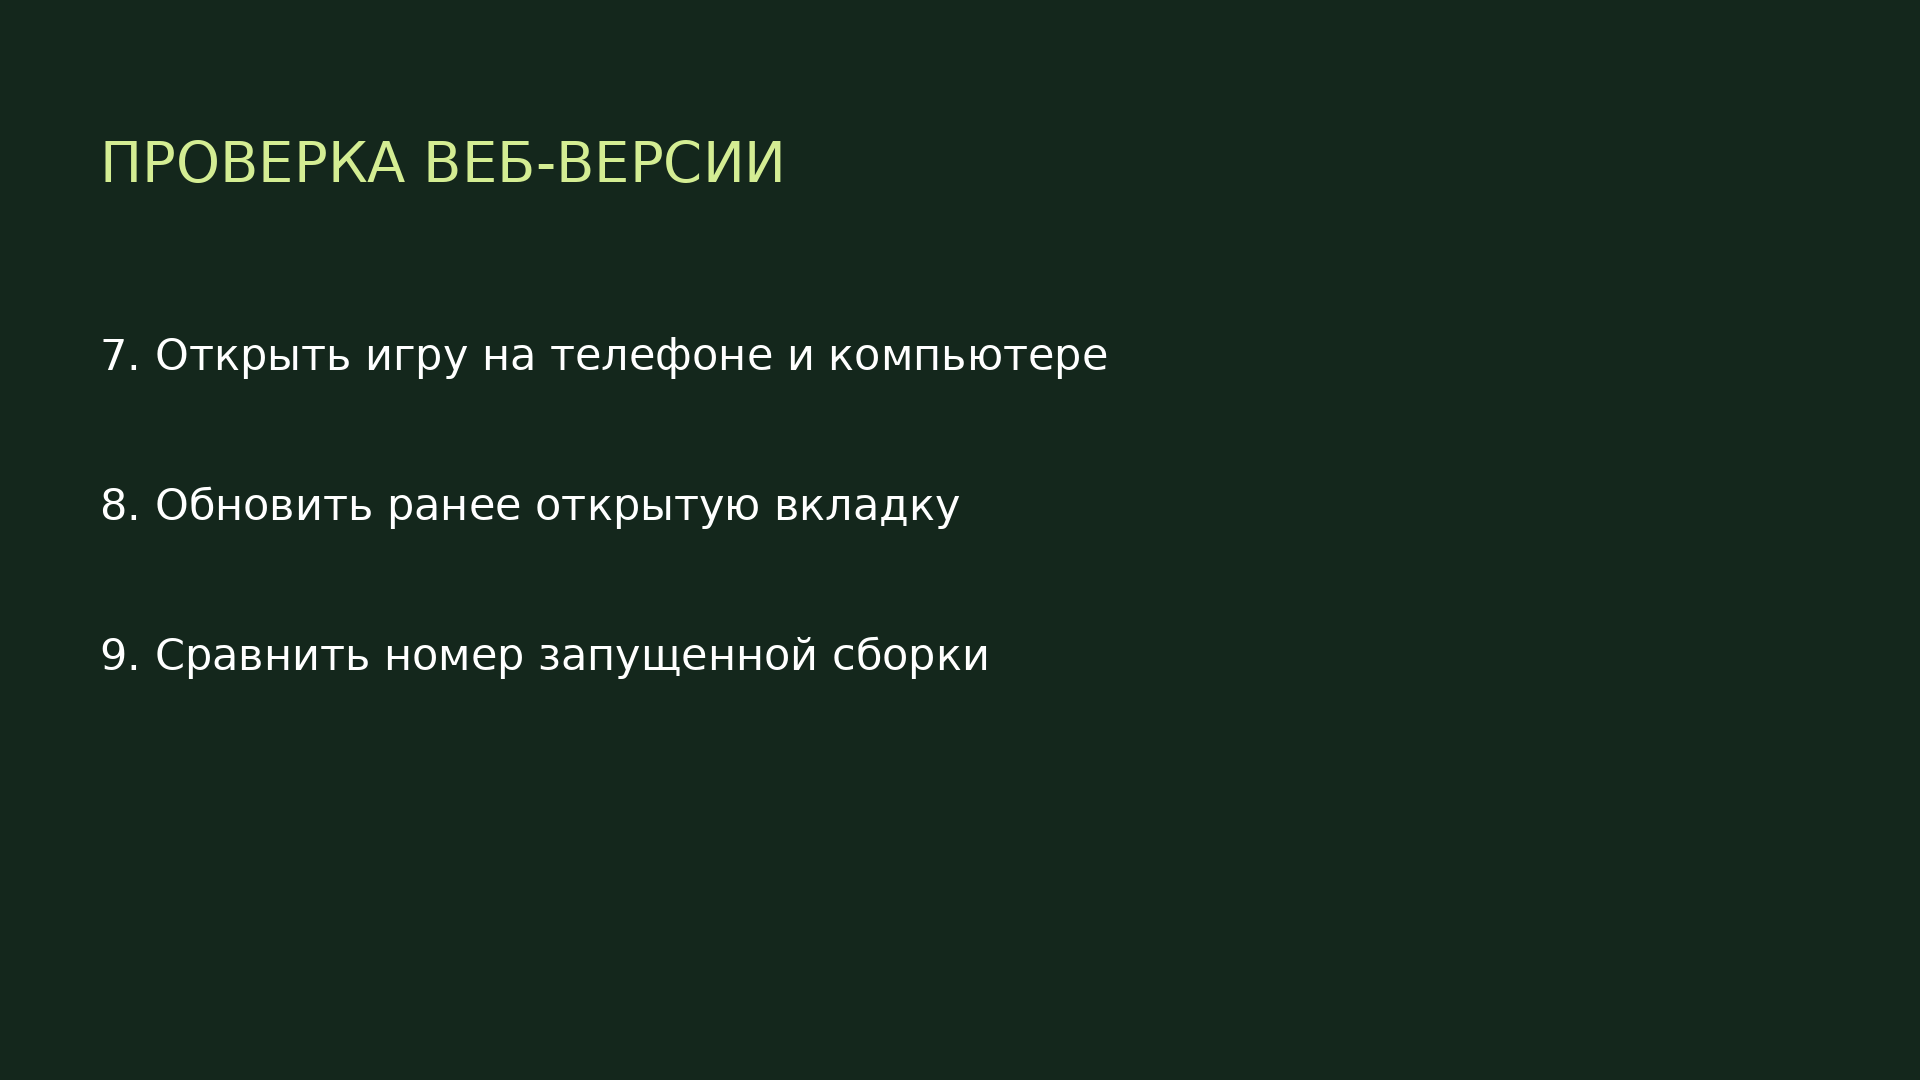 ПРОВЕРКА ВЕБ-ВЕРСИИ
7. Открыть игру на телефоне и компьютере
8. Обновить ранее открытую вкладку
9. Сравнить номер запущенной сборки